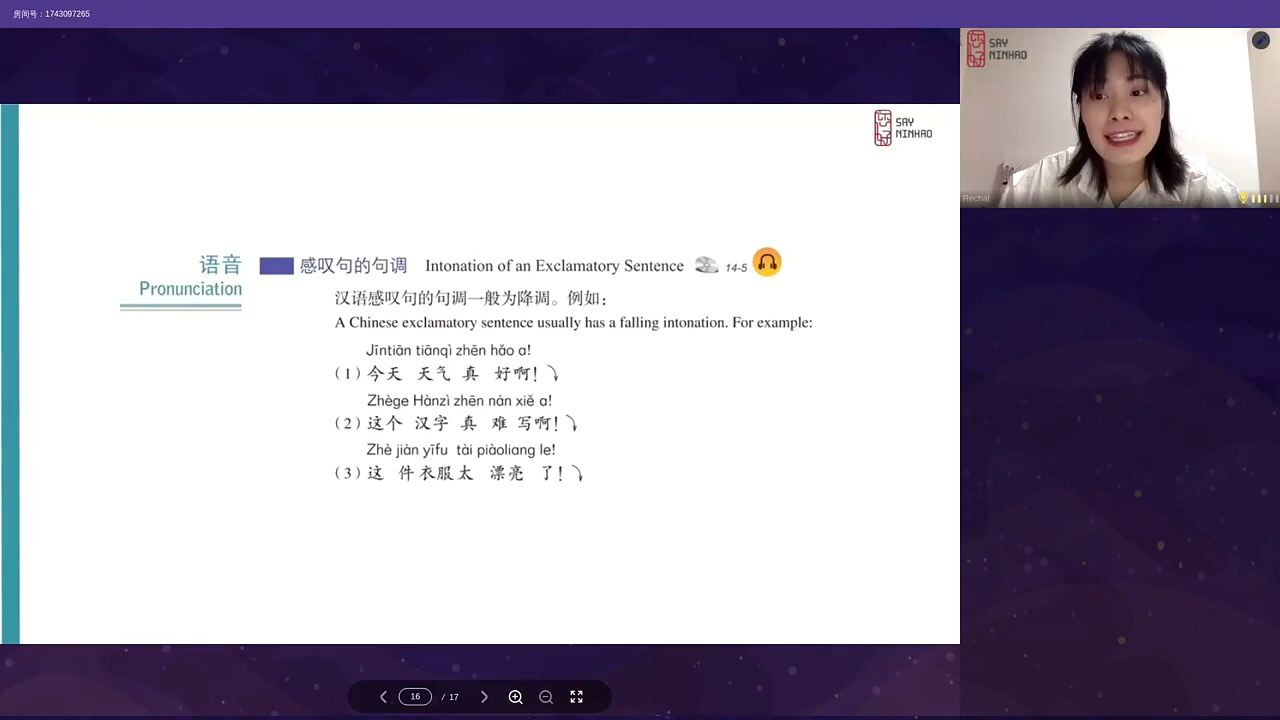 房间号：1743097265
SAY
NINHAO
SAY
NINHAO
Rechal
语音
Pronunciation
感叹句的句调 Intonation of an Exclamatory Sentence 14-5
汉语感叹句的句调一般为降调。例如：
A Chinese exclamatory sentence usually has a falling intonation. For example:
Jīntiān tiānqì zhēn hǎo a!
（1）今天 天气 真 好啊！
Zhège Hànzì zhēn nán xiě a!
（2）这个 汉字 真 难 写啊！
Zhè jiàn yīfu tài piàoliang le!
（3）这 件衣服太 漂亮 了！
16 / 17